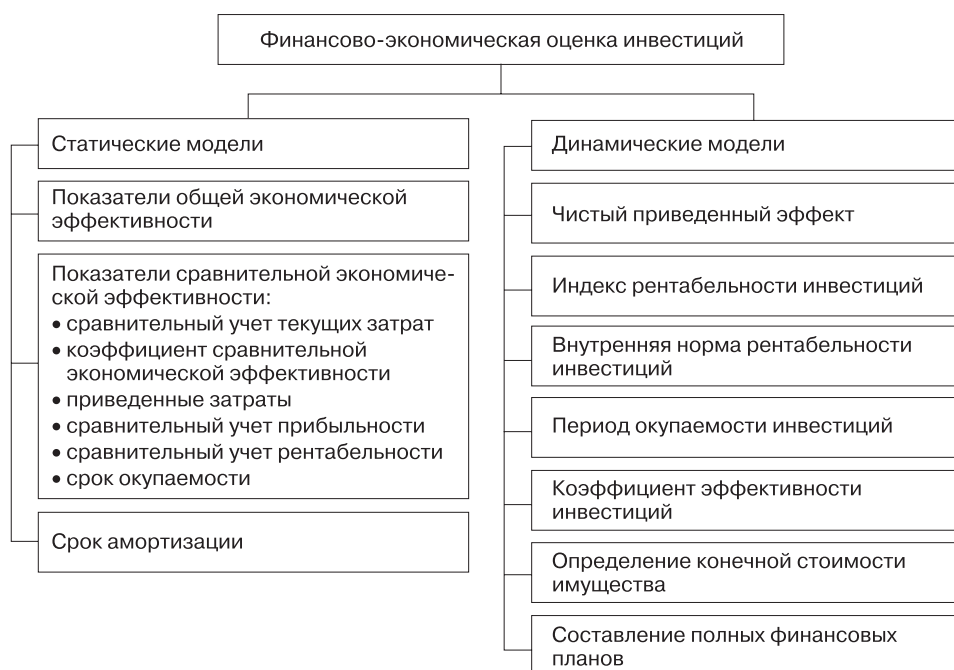 Финансово-экономическая оценка инвестиций
Статические модели
Показатели общей экономической
эффективности
Показатели сравнительной экономиче-
ской эффективности:
• сравнительный учет текущих затрат
• коэффициент сравнительной
экономической эффективности
• приведенные затраты
• сравнительный учет прибыльности
• сравнительный учет рентабельности
• срок окупаемости
Срок амортизации
Динамические модели
Чистый приведенный эффект
Индекс рентабельности инвестиций
Внутренняя норма рентабельности
инвестиций
Период окупаемости инвестиций
Коэффициент эффективности
инвестиций
Определение конечной стоимости
имущества
Составление полных финансовых
планов